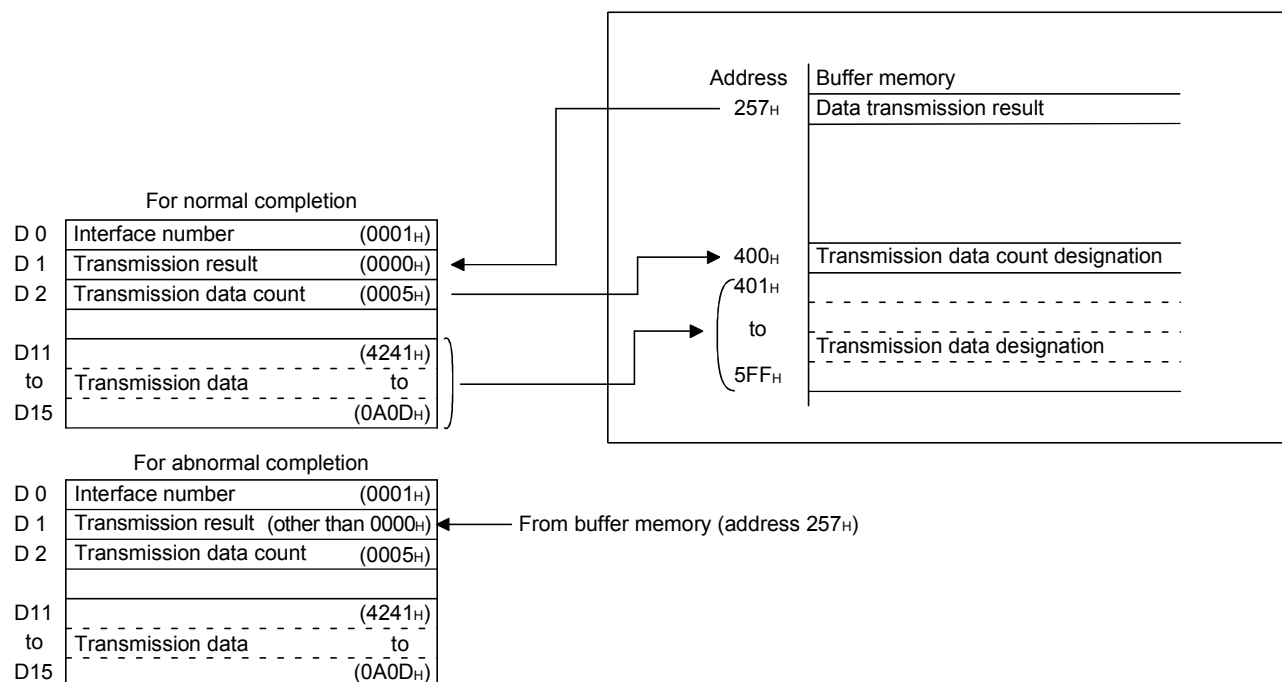 Address Buffer memory
257H Data transmission result
For normal completion
D 0 Interface number (0001H)
D 1 Transmission result (0000H)
400H Transmission data count designation
D 2 Transmission data count (0005H)
401H
to
Transmission data designation
5FFH
D11 (4241H)
to Transmission data to
D15 (0A0DH)
For abnormal completion
D 0 Interface number (0001H)
D 1 Transmission result (other than 0000H) From buffer memory (address 257H)
D 2 Transmission data count (0005H)
D11 (4241H)
to Transmission data to
D15 (0A0DH)